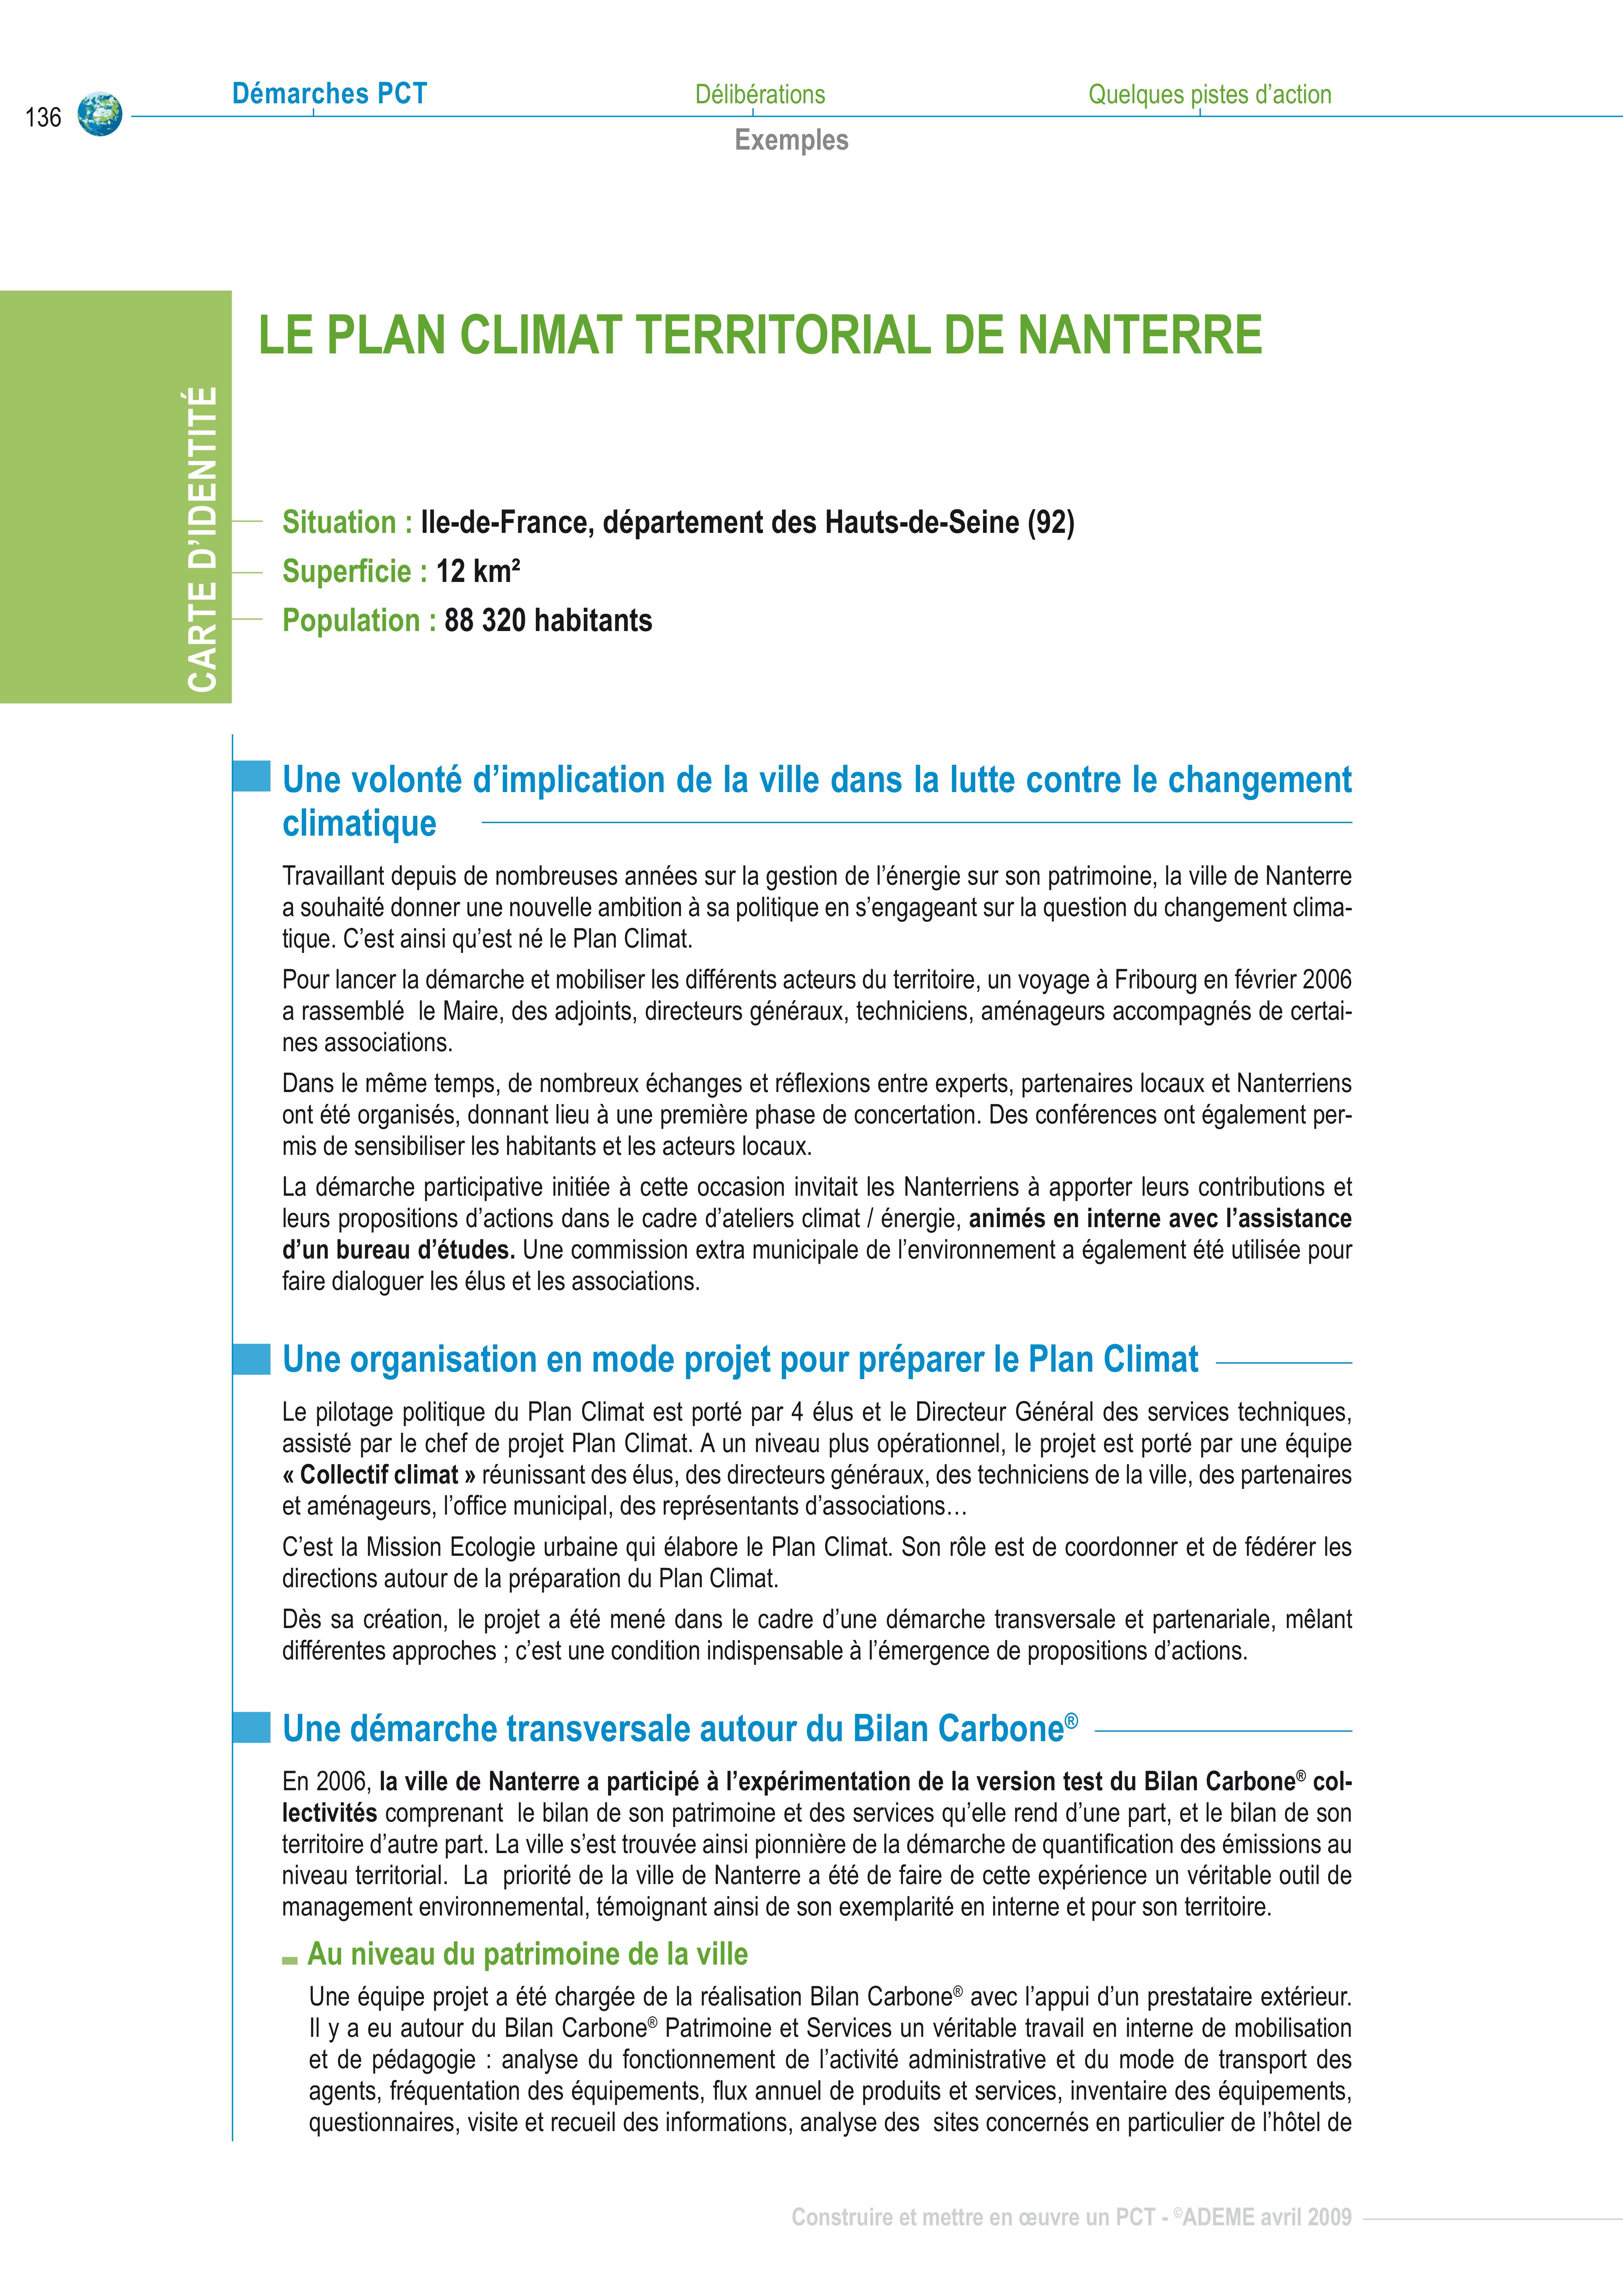 136
Démarches PCT
Délibérations
Quelques pistes d’action
Exemples
CARTE D’IDENTITÉ
LE PLAN CLIMAT TERRITORIAL DE NANTERRE
Situation : Ile-de-France, département des Hauts-de-Seine (92)
Superficie : 12 km²
Population : 88 320 habitants
Une volonté d’implication de la ville dans la lutte contre le changement
climatique
Travaillant depuis de nombreuses années sur la gestion de l’énergie sur son patrimoine, la ville de Nanterre
a souhaité donner une nouvelle ambition à sa politique en s’engageant sur la question du changement clima-
tique. C’est ainsi qu’est né le Plan Climat.
Pour lancer la démarche et mobiliser les différents acteurs du territoire, un voyage à Fribourg en février 2006
a rassemblé le Maire, des adjoints, directeurs généraux, techniciens, aménageurs accompagnés de certai-
nes associations.
Dans le même temps, de nombreux échanges et réflexions entre experts, partenaires locaux et Nanterriens
ont été organisés, donnant lieu à une première phase de concertation. Des conférences ont également per-
mis de sensibiliser les habitants et les acteurs locaux.
La démarche participative initiée à cette occasion invitait les Nanterriens à apporter leurs contributions et
leurs propositions d’actions dans le cadre d’ateliers climat / énergie, animés en interne avec l’assistance
d’un bureau d’études. Une commission extra municipale de l’environnement a également été utilisée pour
faire dialoguer les élus et les associations.
Une organisation en mode projet pour préparer le Plan Climat
Le pilotage politique du Plan Climat est porté par 4 élus et le Directeur Général des services techniques,
assisté par le chef de projet Plan Climat. A un niveau plus opérationnel, le projet est porté par une équipe
« Collectif climat » réunissant des élus, des directeurs généraux, des techniciens de la ville, des partenaires
et aménageurs, l’office municipal, des représentants d’associations…
C’est la Mission Ecologie urbaine qui élabore le Plan Climat. Son rôle est de coordonner et de fédérer les
directions autour de la préparation du Plan Climat.
Dès sa création, le projet a été mené dans le cadre d’une démarche transversale et partenariale, mêlant
différentes approches ; c’est une condition indispensable à l’émergence de propositions d’actions.
Une démarche transversale autour du Bilan Carbone®
En 2006, la ville de Nanterre a participé à l’expérimentation de la version test du Bilan Carbone® col-
lectivités comprenant le bilan de son patrimoine et des services qu’elle rend d’une part, et le bilan de son
territoire d’autre part. La ville s’est trouvée ainsi pionnière de la démarche de quantification des émissions au
niveau territorial. La priorité de la ville de Nanterre a été de faire de cette expérience un véritable outil de
management environnemental, témoignant ainsi de son exemplarité en interne et pour son territoire.
Au niveau du patrimoine de la ville
Une équipe projet a été chargée de la réalisation Bilan Carbone® avec l’appui d’un prestataire extérieur.
Il y a eu autour du Bilan Carbone® Patrimoine et Services un véritable travail en interne de mobilisation
et de pédagogie : analyse du fonctionnement de l’activité administrative et du mode de transport des
agents, fréquentation des équipements, flux annuel de produits et services, inventaire des équipements,
questionnaires, visite et recueil des informations, analyse des sites concernés en particulier de l’hôtel de
Construire et mettre en œuvre un PCT - ©ADEME avril 2009